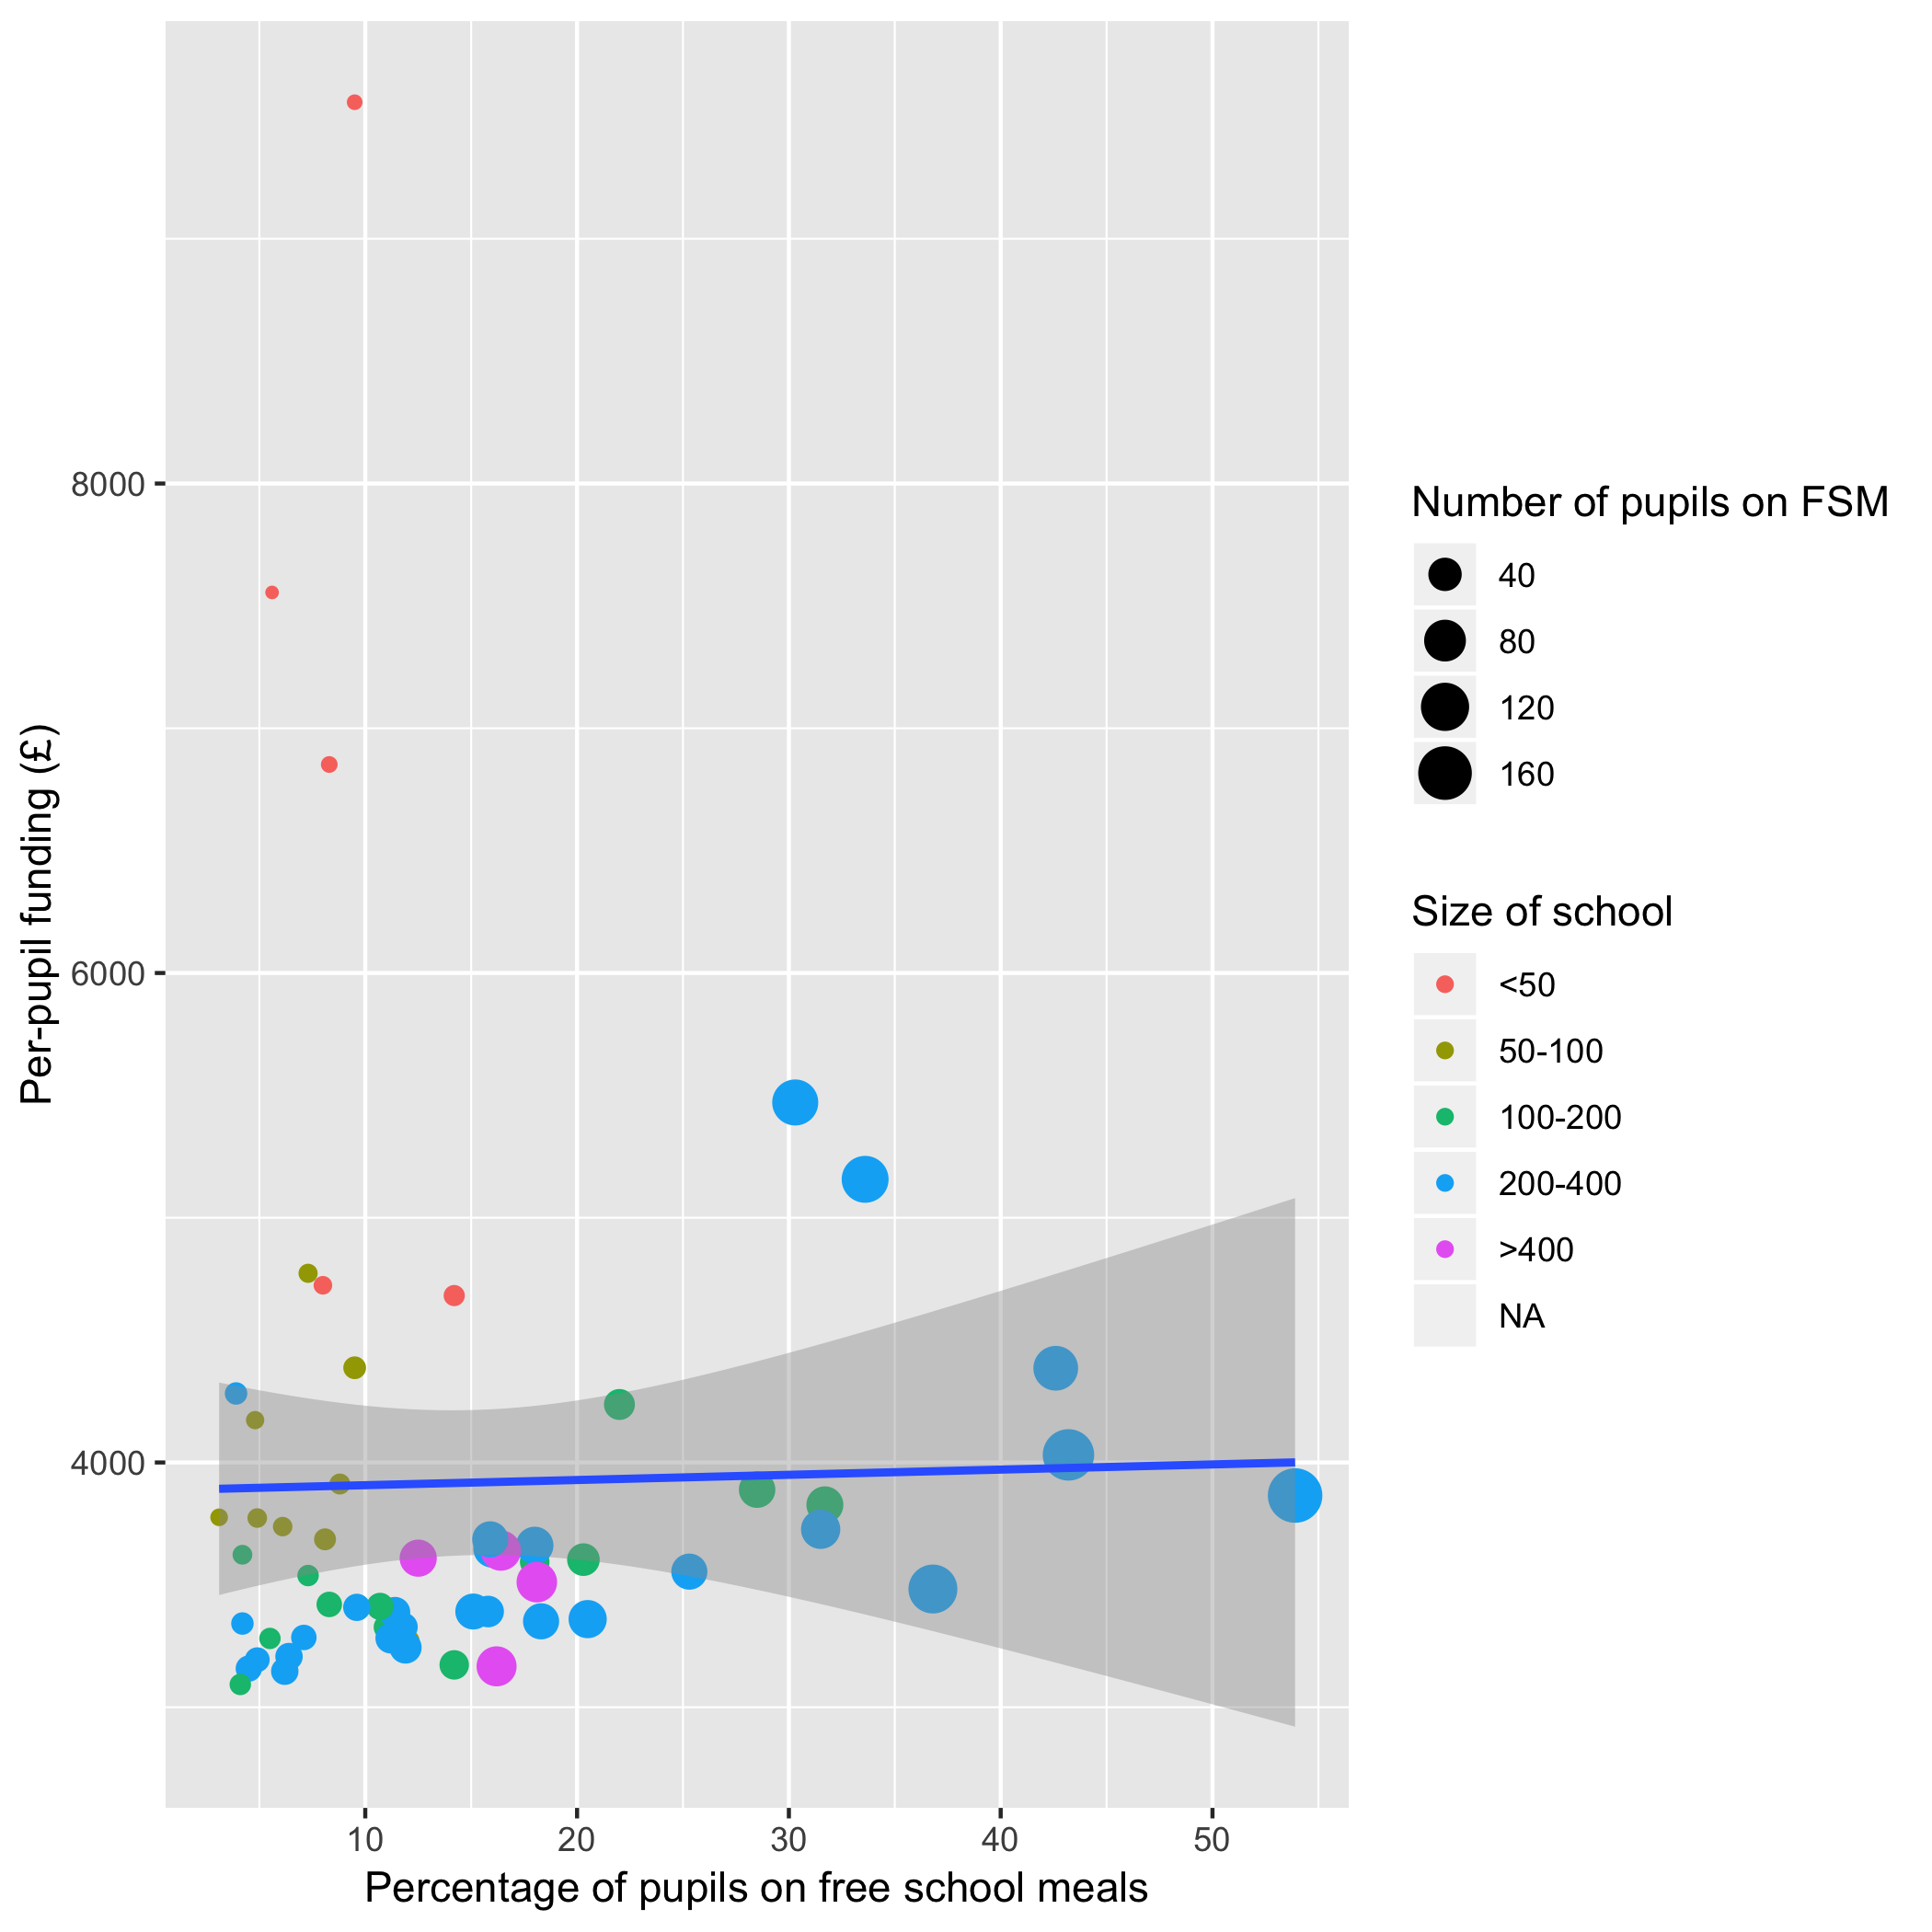 Per-pupil funding (£)
8000
6000
4000
10 20 30 40 50
Percentage of pupils on free school meals
Number of pupils on FSM
40
80
120
160
Size of school
<50
50-100
100-200
200-400
>400
NA